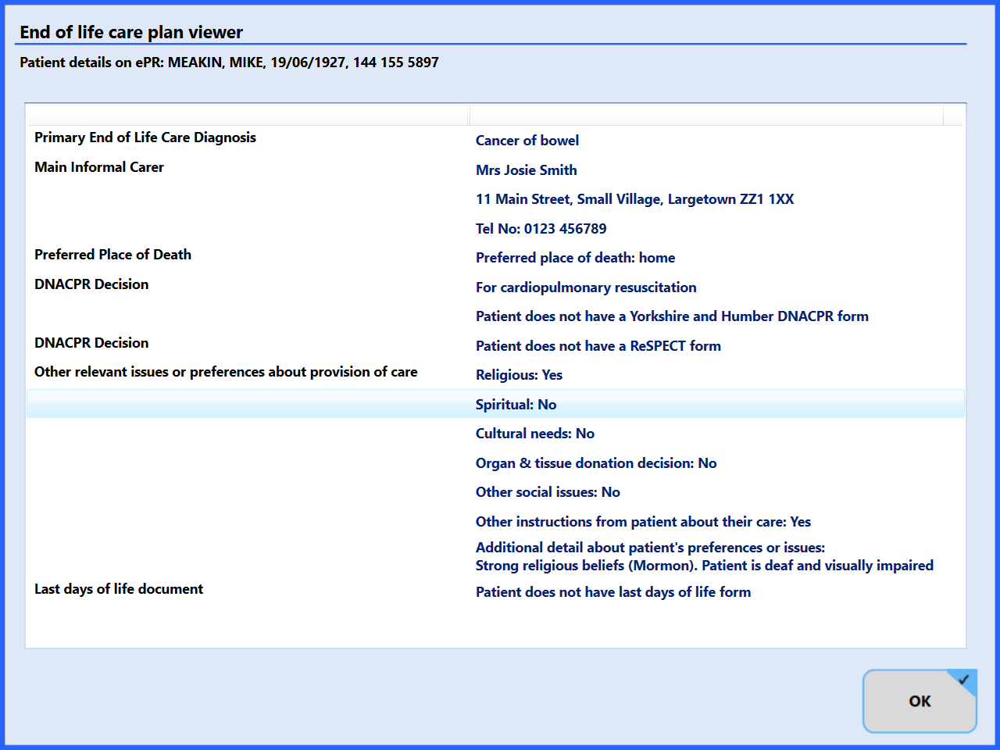 End of life care plan viewer
Patient details on ePR: MEAKIN, MIKE, 19/06/1927, 144 155 5897
Primary End of Life Care Diagnosis
Cancer of bowel
Main Informal Carer
Mrs Josie Smith
11 Main Street, Small Village, Largetown ZZ1 1XX
Tel No: 0123 456789
Preferred Place of Death
Preferred place of death: home
DNACPR Decision
For cardiopulmonary resuscitation
Patient does not have a Yorkshire and Humber DNACPR form
DNACPR Decision
Patient does not have a ReSPECT form
Other relevant issues or preferences about provision of care
Religious: Yes
Spiritual: No
Cultural needs: No
Organ & tissue donation decision: No
Other social issues: No
Other instructions from patient about their care: Yes
Additional detail about patient's preferences or issues:
Strong religious beliefs (Mormon). Patient is deaf and visually impaired
Last days of life document
Patient does not have last days of life form
OK